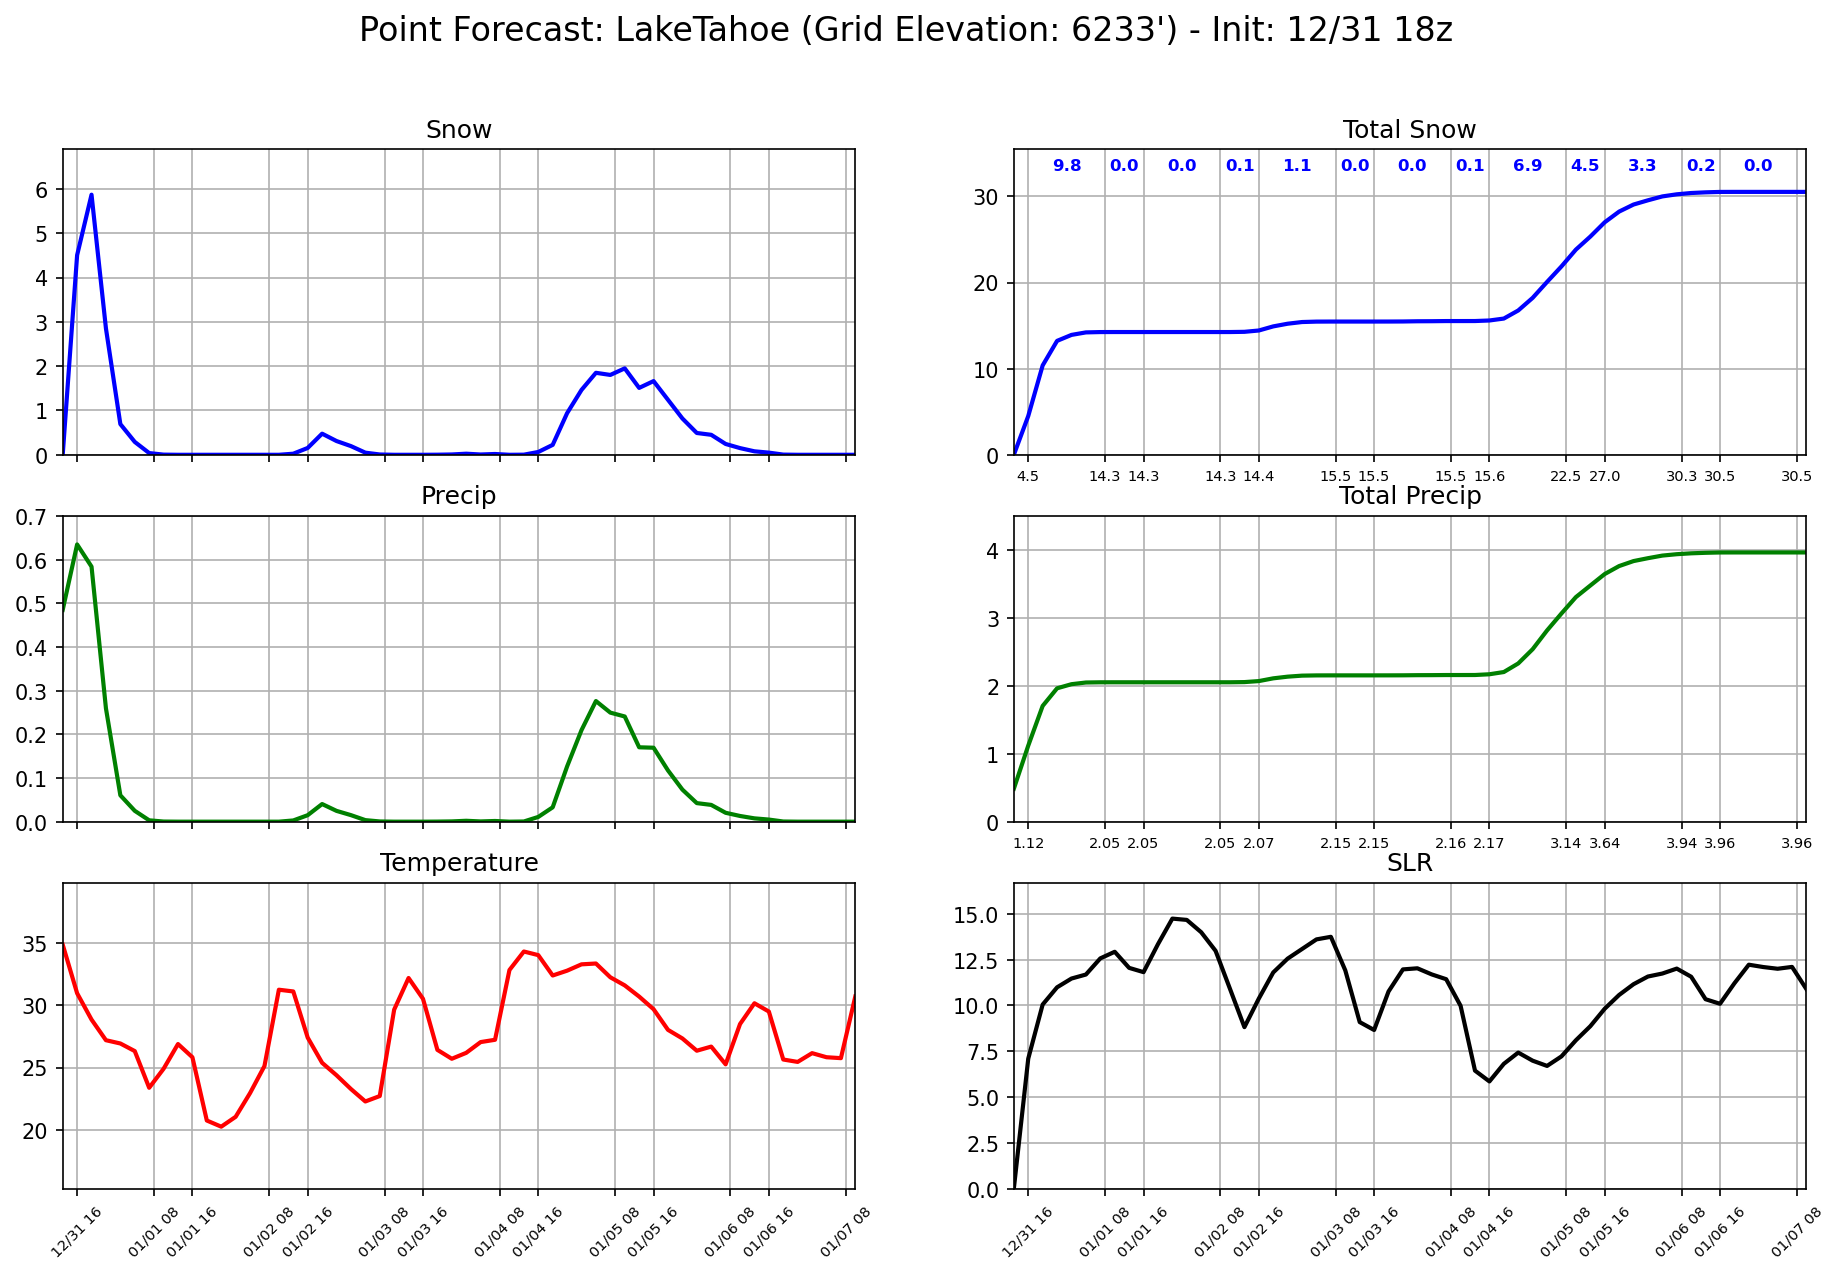 Point Forecast: LakeTahoe (Grid Elevation: 6233') - Init: 12/31 18z
Snow
6
5
4
3
2
1
0
Total Snow
9.8 0.0 0.0 0.1 1.1 0.0 0.0 0.1 6.9 4.5 3.3 0.2 0.0
30
20
10
0
4.5 14.3 14.3 14.3 14.4 15.5 15.5 15.5 15.6 22.5 27.0 30.3 30.5 30.5
Precip
0.7
0.6
0.5
0.4
0.3
0.2
0.1
0.0
Total Precip
4
3
2
1
0
1.12 2.05 2.05 2.05 2.07 2.15 2.15 2.16 2.17 3.14 3.64 3.94 3.96 3.96
Temperature
35
30
25
20
12/31 16 01/01 08 01/01 16 01/02 08 01/02 16 01/03 08 01/03 16 01/04 08 01/04 16 01/05 08 01/05 16 01/06 08 01/06 16 01/07 08
SLR
15.0
12.5
10.0
7.5
5.0
2.5
0.0
12/31 16 01/01 08 01/01 16 01/02 08 01/02 16 01/03 08 01/03 16 01/04 08 01/04 16 01/05 08 01/05 16 01/06 08 01/06 16 01/07 08